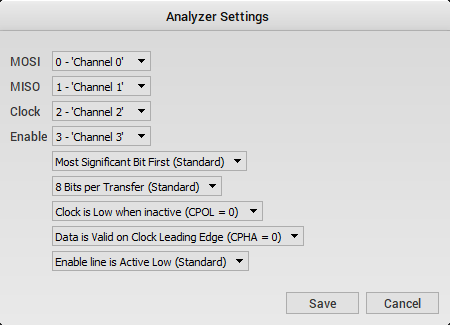 Analyzer Settings
MOSI 0 - 'Channel 0'
MISO 1 - 'Channel 1'
Clock 2 - 'Channel 2'
Enable 3 - 'Channel 3'
Most Significant Bit First (Standard)
8 Bits per Transfer (Standard)
Clock is Low when inactive (CPOL = 0)
Data is Valid on Clock Leading Edge (CPHA = 0)
Enable line is Active Low (Standard)
Save Cancel